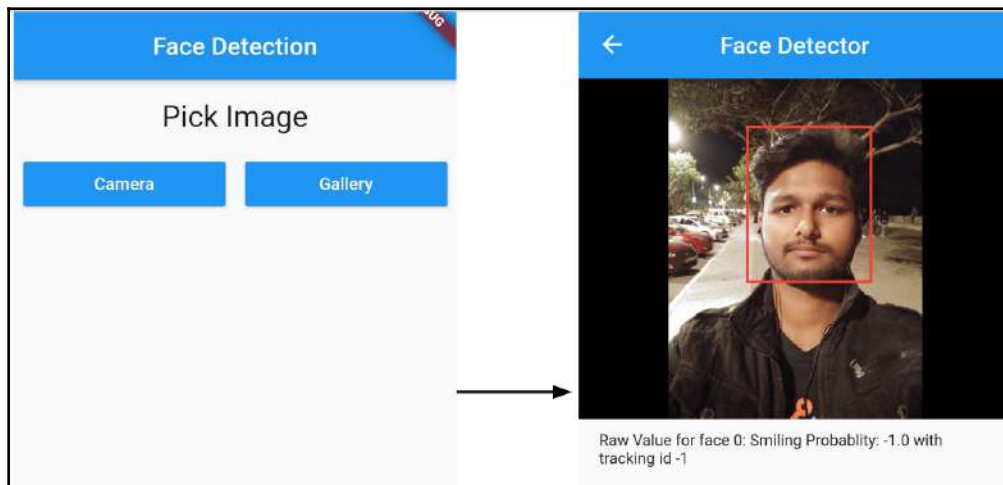 Face Detection
UG
Pick Image
Camera
Gallery
Face Detector
Raw Value for face 0: Smiling Probablity: -1.0 with
tracking id -1